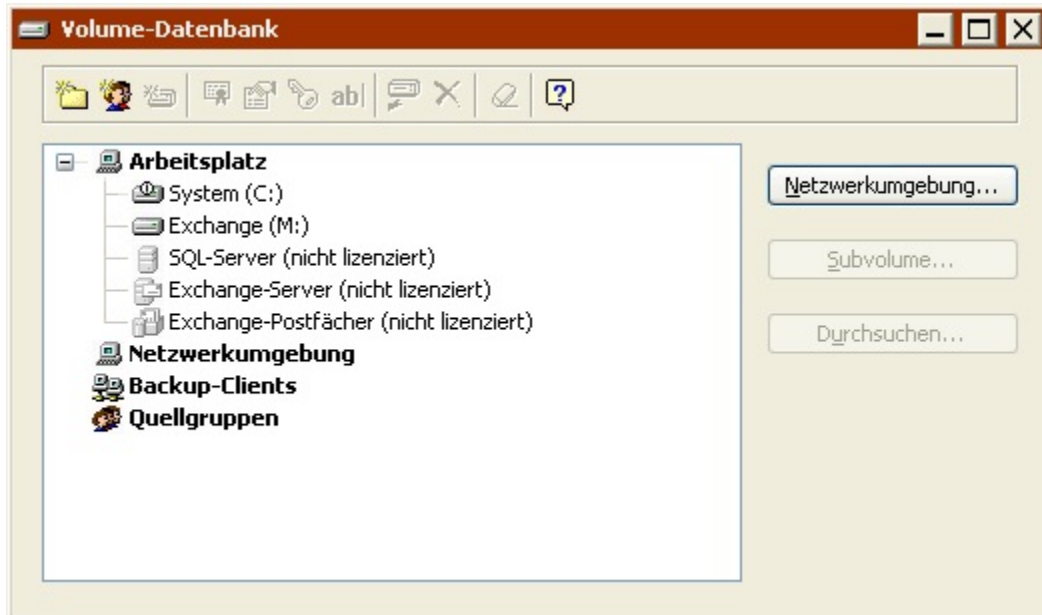 Volume-Datenbank
abl
Arbeitsplatz
System (C:)
Exchange (M:)
SQL-Server (nicht lizenziert)
Exchange-Server (nicht lizenziert)
Exchange-Postfächer (nicht lizenziert)
Netzwerkumgebung
Backup-Clients
Quellgruppen
Netzwerkumgebung...
Subvolume...
Durchsuchen...